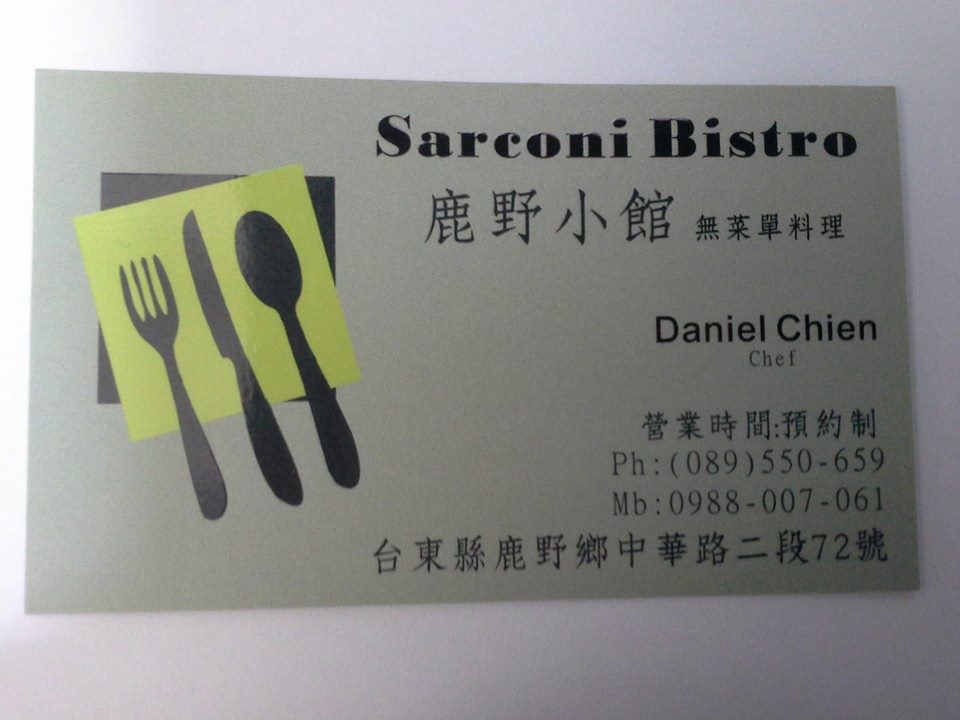 Sarconi Bistro
鹿野小館 無菜單料理
Daniel Chien
Chef
營業時間:預約制
Ph:(089)550-659
Mb:0988-007-061
台東縣鹿野鄉中華路二段72號